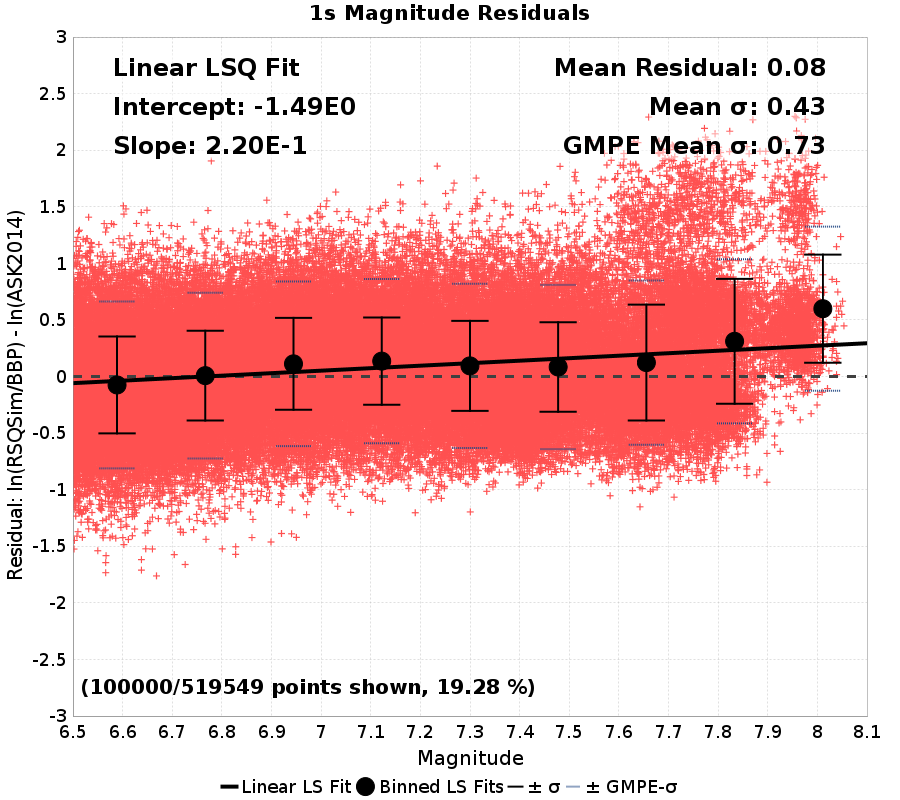 1s Magnitude Residuals
Linear LSQ Fit
Intercept: -1.49E0
Slope: 2.20E-1
Mean Residual: 0.08
Mean σ: 0.43
GMPE Mean σ: 0.73
Residual: ln(RSQSim/BBP) - ln(ASK2014)
3
2.5
2
1.5
1
0.5
0
-0.5
-1
-1.5
-2
-2.5
-3
(100000/519549 points shown, 19.28 %)
6.5 6.6 6.7 6.8 6.9 7 7.1 7.2 7.3 7.4 7.5 7.6 7.7 7.8 7.9 8 8.1
Magnitude
Linear LS Fit Binned LS Fits ± σ ± GMPE-σ